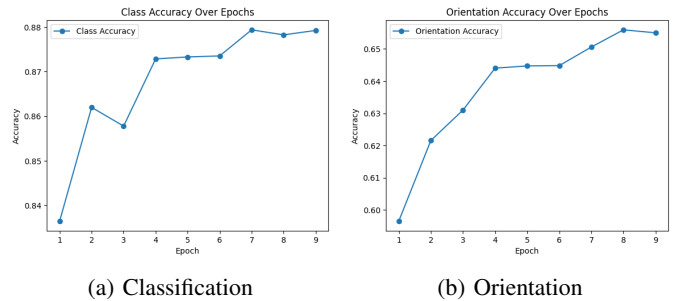 Class Accuracy Over Epochs
Class Accuracy
Accuracy
0.88
0.87
0.86
0.85
0.84
1 2 3 4 5 6 7 8 9
Epoch
(a) Classification
Orientation Accuracy Over Epochs
Orientation Accuracy
Accuracy
0.65
0.64
0.63
0.62
0.61
0.60
1 2 3 4 5 6 7 8 9
Epoch
(b) Orientation